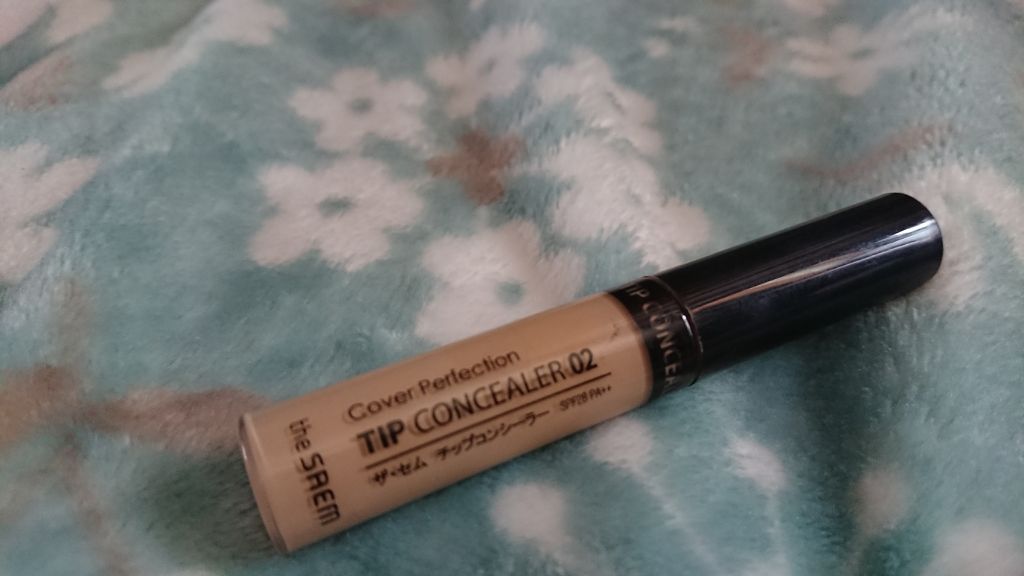 Cover Perfection
TIP CONCEALER 02
ザ・セム チップコンシーラー SPF28 PA++
the SAEM
TIP CONCEA